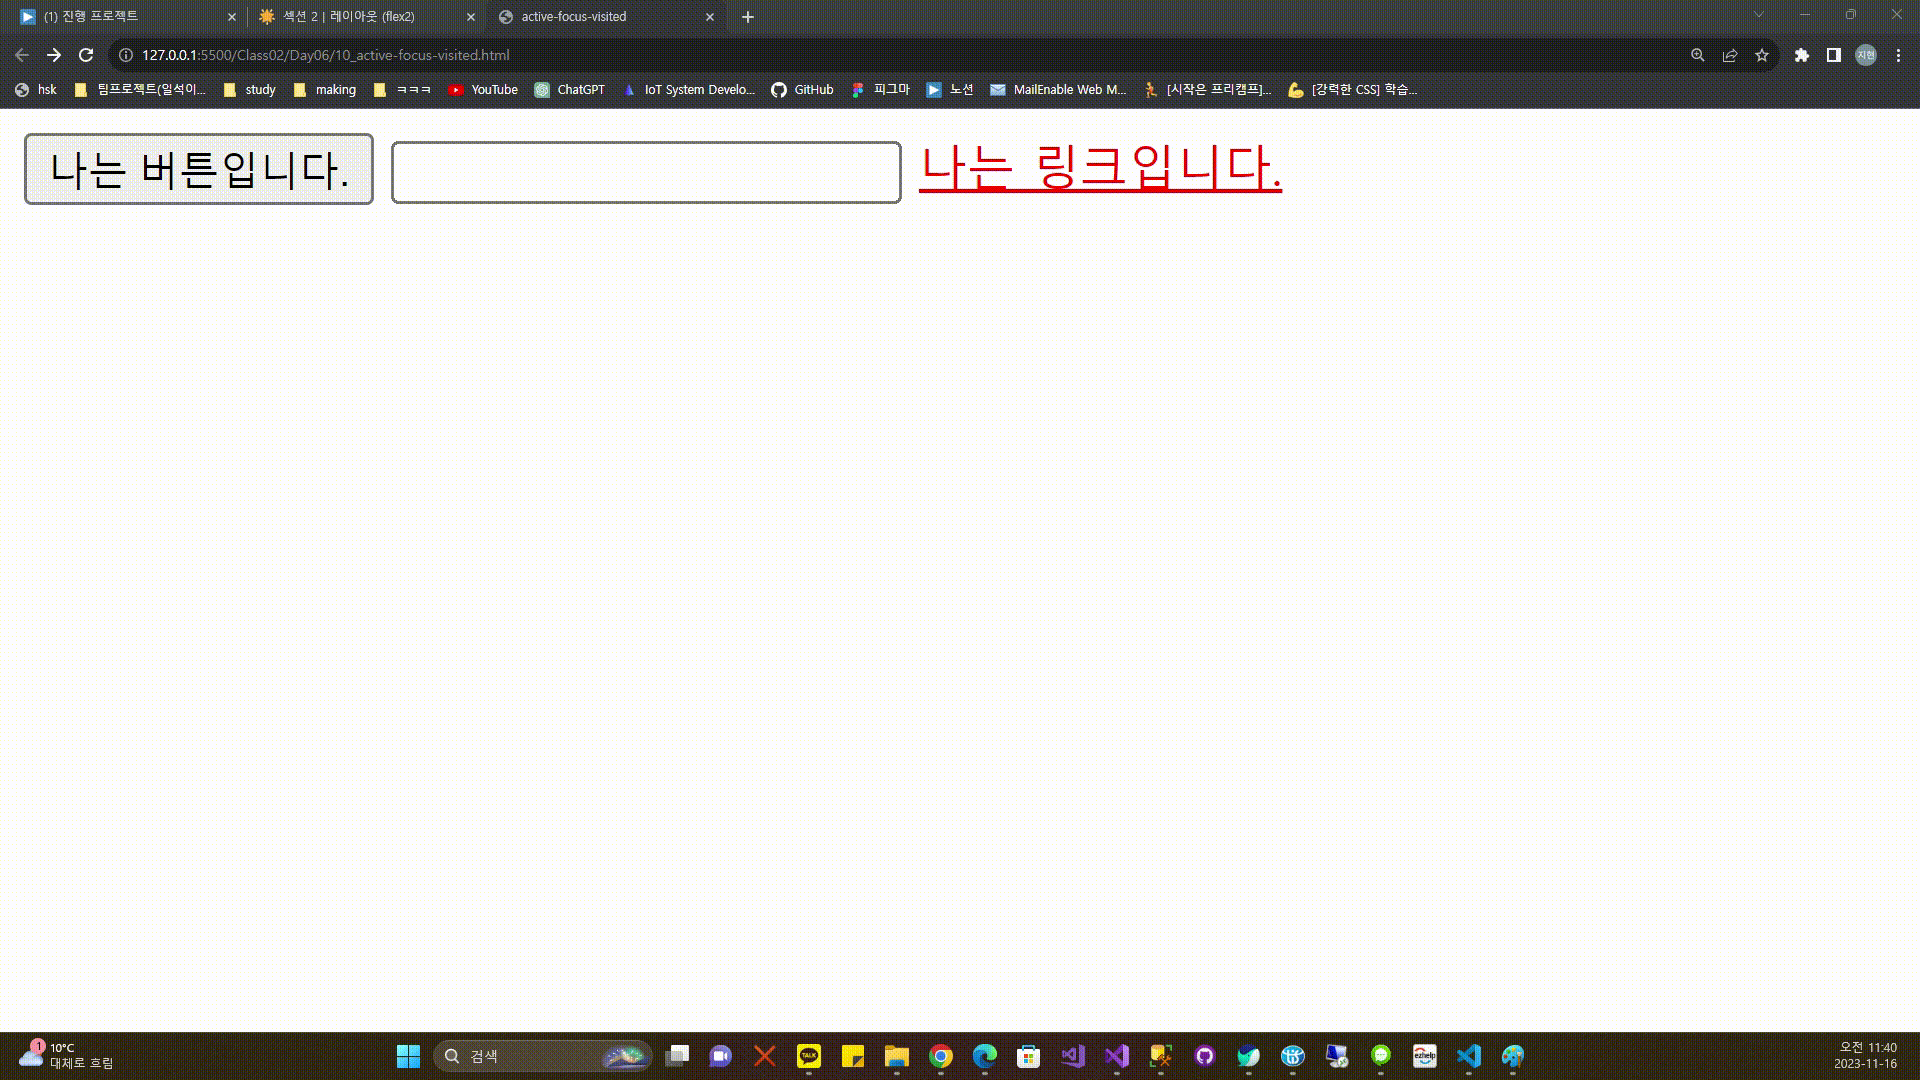 (1) 진행 프로젝트
섹션 2 | 레이아웃 (flex2)
active-focus-visited
127.0.0.1:5500/Class02/Day06/10_active-focus-visited.html
지현
hsk 팀프로젝트(일석이... study making ㅋㅋㅋ YouTube ChatGPT IoT System Develo... GitHub 피그마 노션 MailEnable Web M... [시작은 프리캠프]... [강력한 CSS] 학습...
나는 버튼입니다. 나는 링크입니다.
1
10°C
대체로 흐림
검색
TALK
ezhelp
오전 11:40
2023-11-16